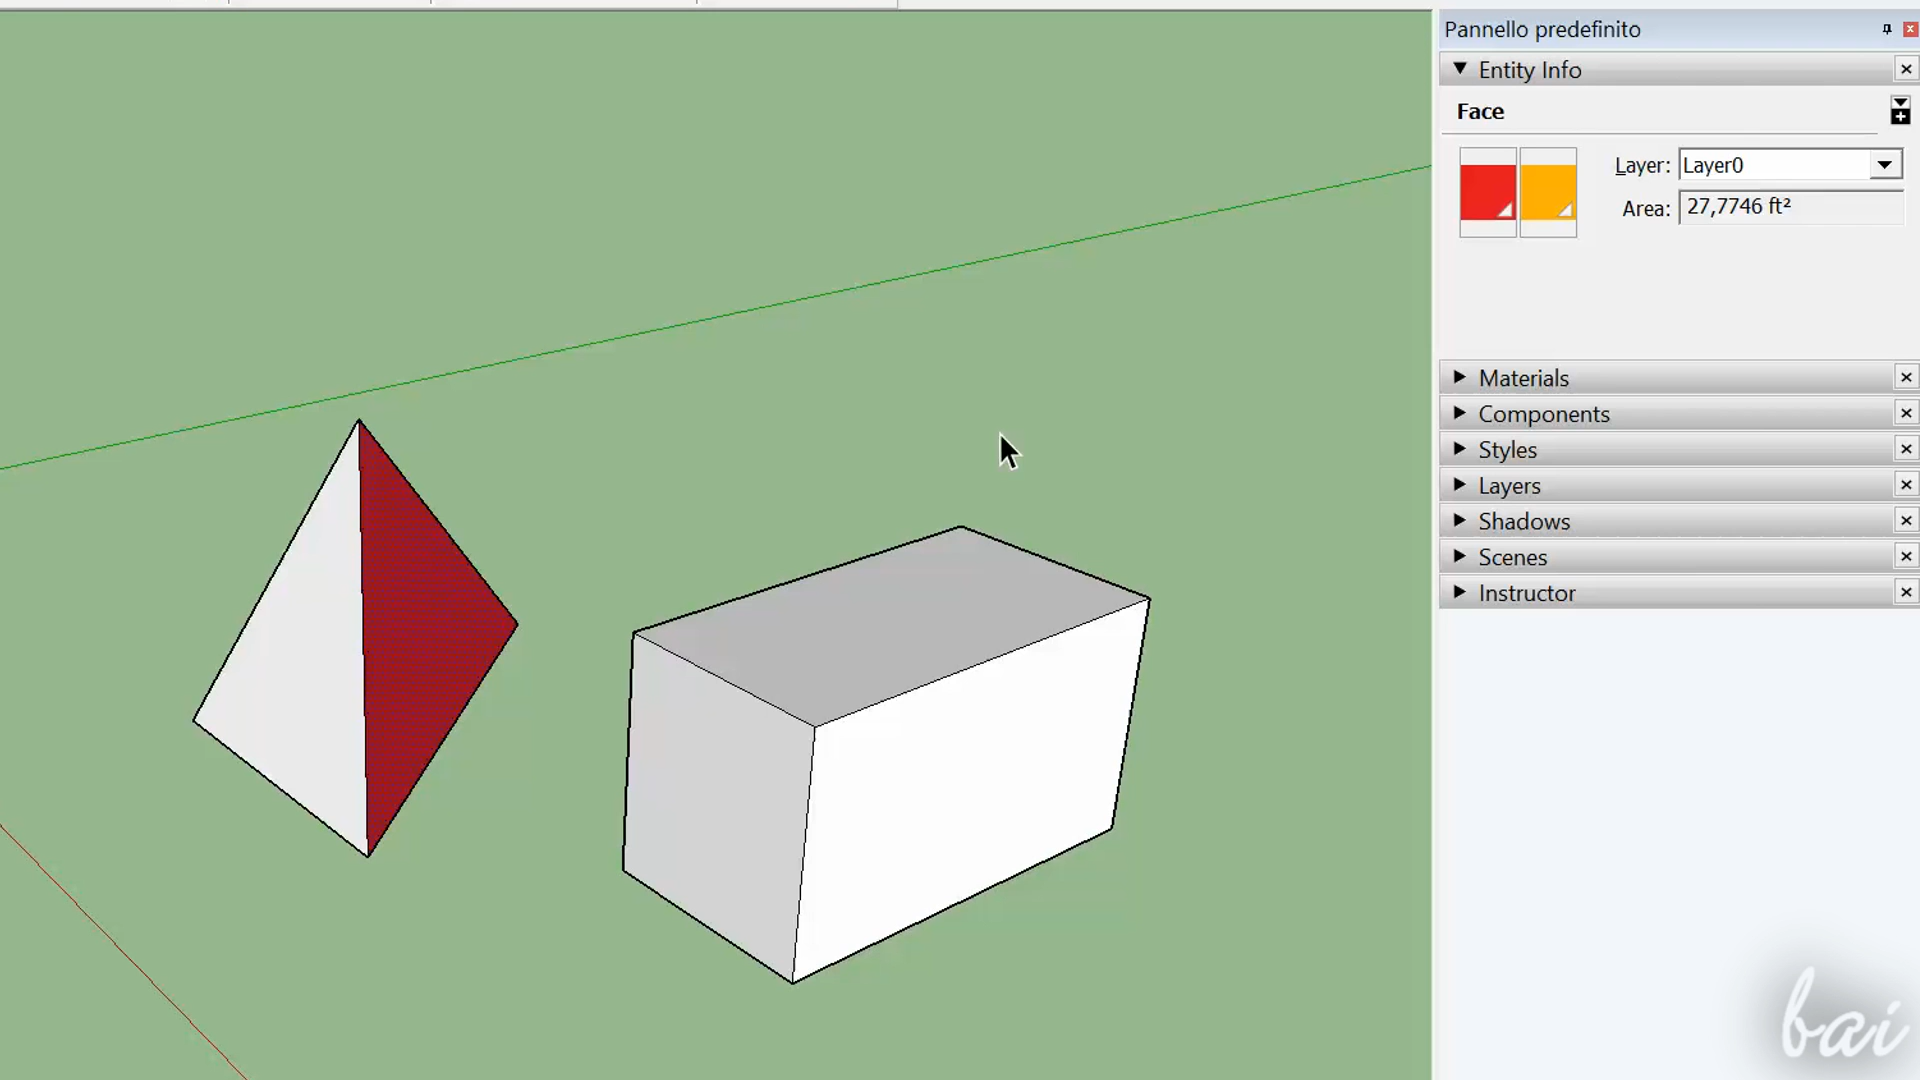 Pannello predefinito
Entity Info
Face
Layer: Layer0
Area: 27,7746 ft²
Materials
Components
Styles
Layers
Shadows
Scenes
Instructor
bai